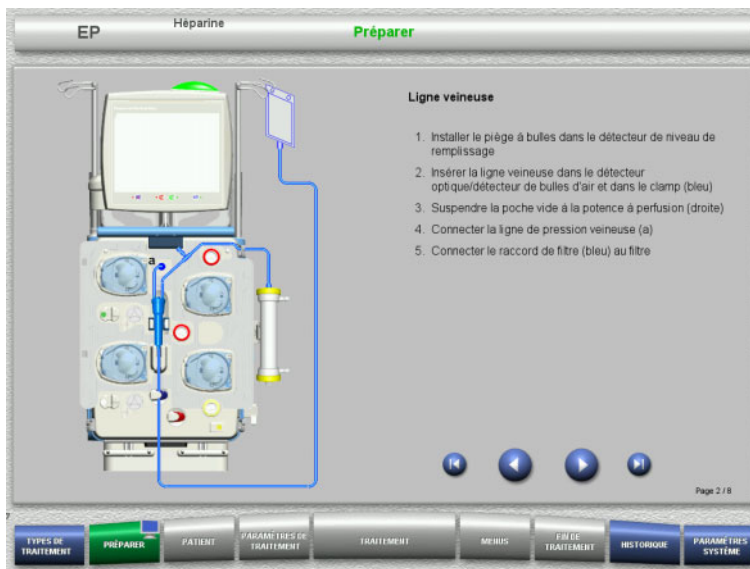 EP
Héparine
Préparer
Ligne veineuse
1. Installer le piège à bulles dans le détecteur de niveau de
remplissage
2. Insérer la ligne veineuse dans le détecteur
optique/détecteur de bulles d'air et dans le clamp (bleu)
3. Suspendre la poche vide à la potence à perfusion (droite)
4. Connecter la ligne de pression veineuse (a)
5. Connecter le raccord de filtre (bleu) au filtre
a
Page 2 / 8
TYPES DE
TRAITEMENT
PRÉPARER
PATIENT
PARAMÈTRES DE
TRAITEMENT
TRAITEMENT
MENUS
FIN DE
TRAITEMENT
HISTORIQUE
PARAMÈTRES
SYSTÈME